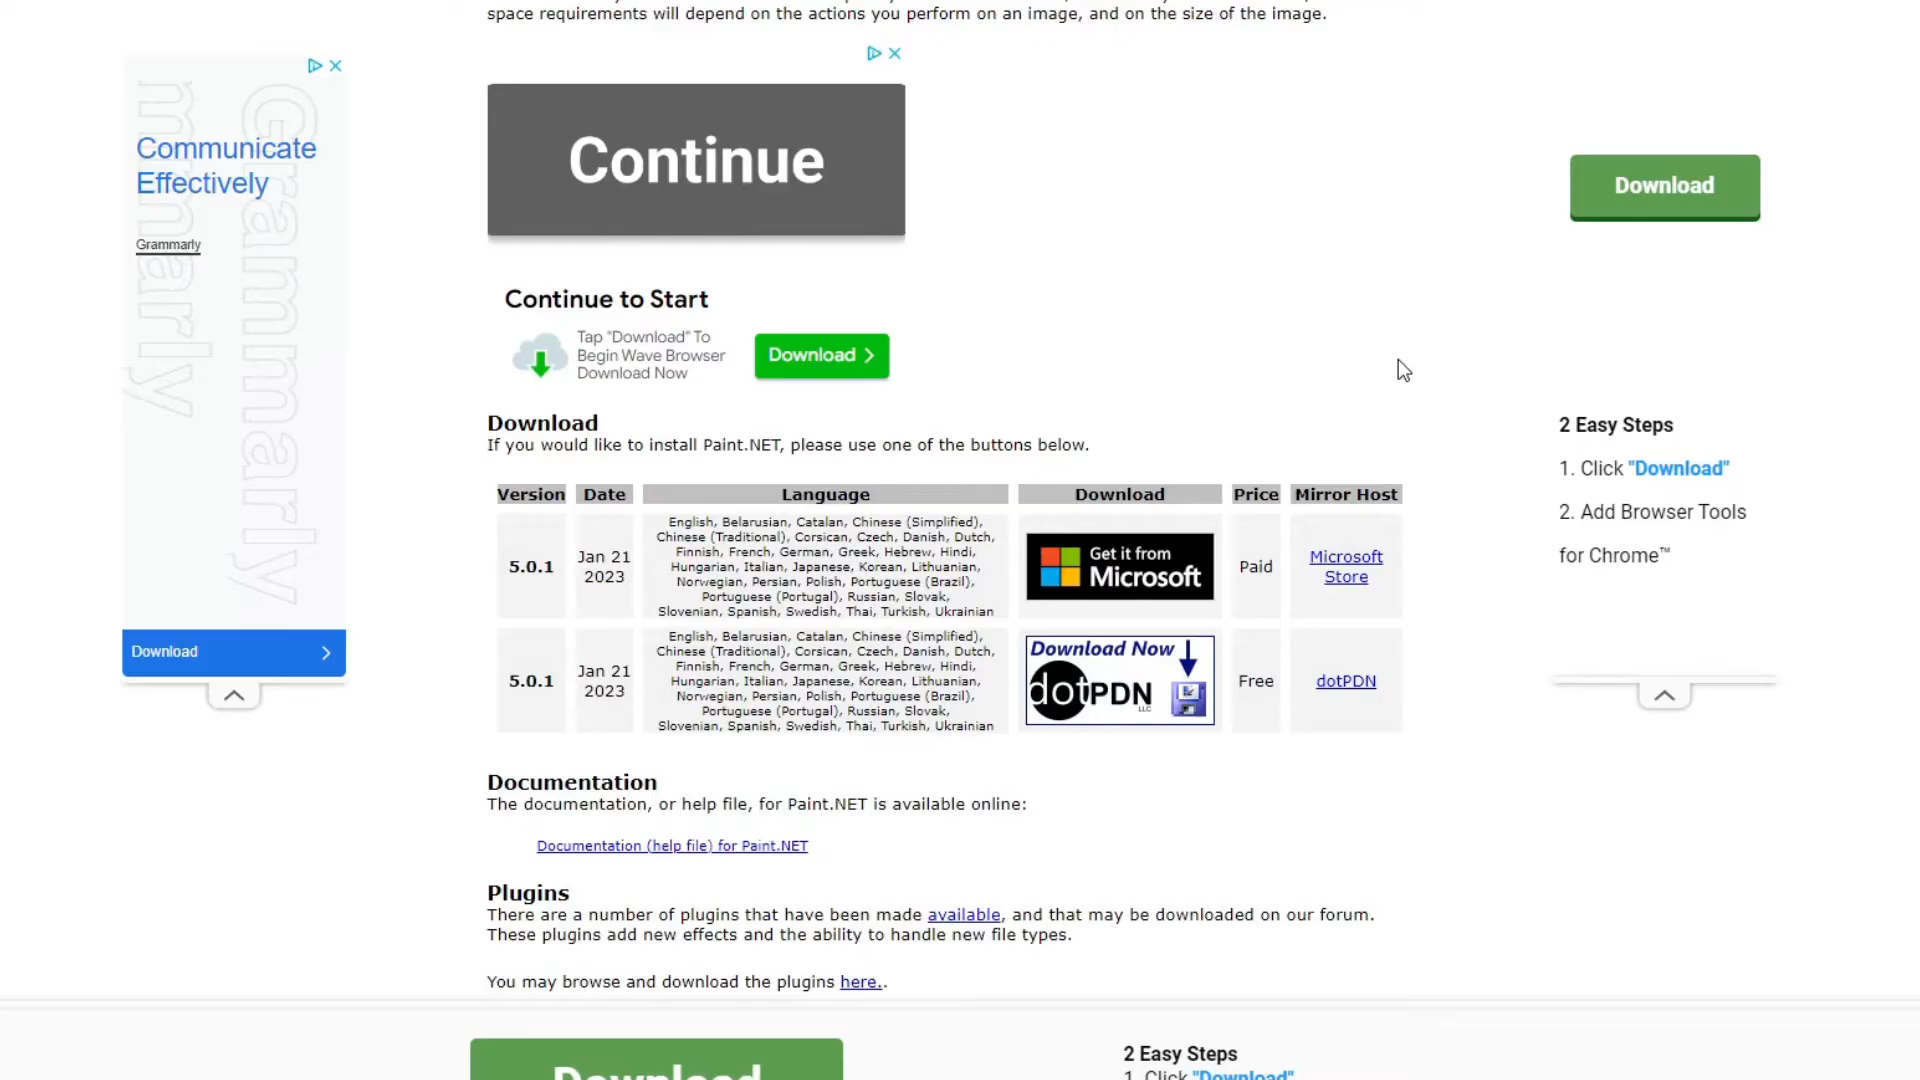 space requirements will depend on the actions you perform on an image, and on the size of the image.
Grammarly
Communicate
Effectively
Grammarly
Download
Continue
Continue to Start
Tap "Download" To
Begin Wave Browser
Download Now
Download
Download
2 Easy Steps
1. Click "Download"
2. Add Browser Tools
for Chrome™
Download
If you would like to install Paint.NET, please use one of the buttons below.
Version Date Language Download Price Mirror Host
5.0.1
Jan 21
2023
English, Belarusian, Catalan, Chinese (Simplified),
Chinese (Traditional), Corsican, Czech, Danish, Dutch,
Finnish, French, German, Greek, Hebrew, Hindi,
Hungarian, Italian, Japanese, Korean, Lithuanian,
Norwegian, Persian, Polish, Portuguese (Brazil),
Portuguese (Portugal), Russian, Slovak,
Slovenian, Spanish, Swedish, Thai, Turkish, Ukrainian
Get it from
Microsoft
Paid
Microsoft
Store
5.0.1
Jan 21
2023
English, Belarusian, Catalan, Chinese (Simplified),
Chinese (Traditional), Corsican, Czech, Danish, Dutch,
Finnish, French, German, Greek, Hebrew, Hindi,
Hungarian, Italian, Japanese, Korean, Lithuanian,
Norwegian, Persian, Polish, Portuguese (Brazil),
Portuguese (Portugal), Russian, Slovak,
Slovenian, Spanish, Swedish, Thai, Turkish, Ukrainian
Download Now
dotPDN
LLC
Free
dotPDN
Documentation
The documentation, or help file, for Paint.NET is available online:
Documentation (help file) for Paint.NET
Plugins
There are a number of plugins that have been made available, and that may be downloaded on our forum.
These plugins add new effects and the ability to handle new file types.
You may browse and download the plugins here..
Download
2 Easy Steps
1. Click "Download"